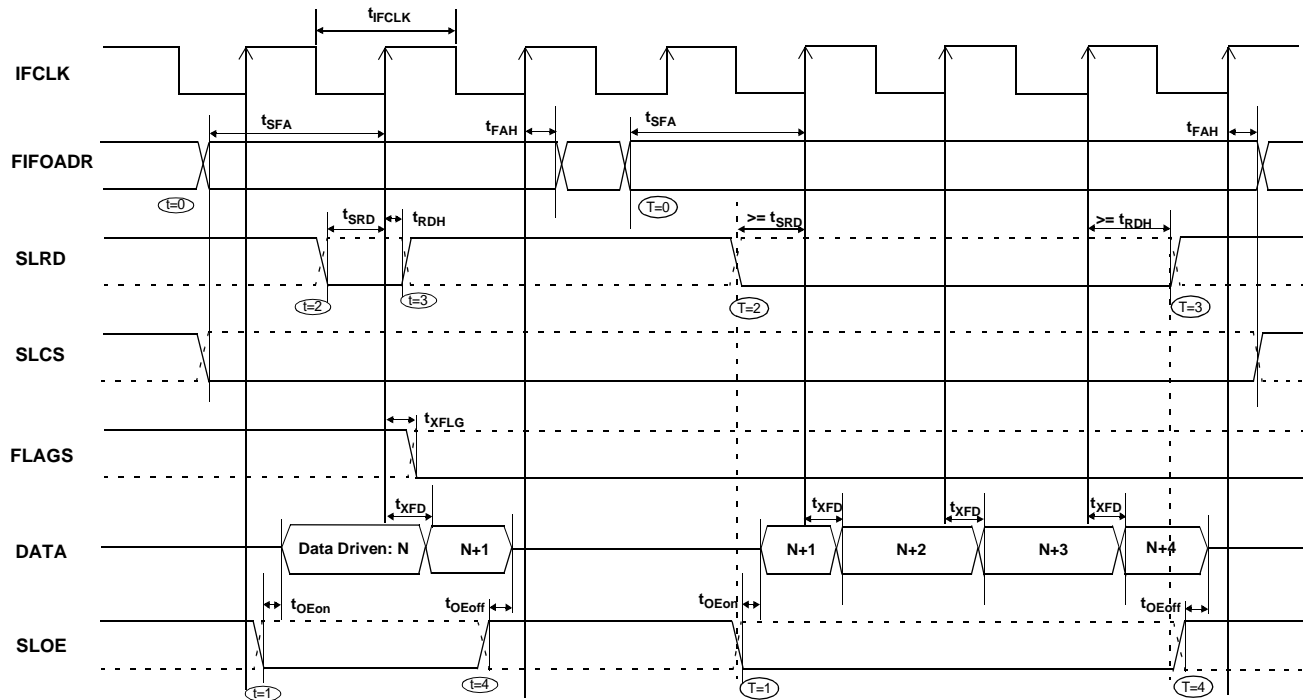 tIFCLK
IFCLK
tSFA
tFAH
tSFA
tFAH
FIFOADR
t=0
T=0
tSRD
tRDH
>= tSRD
>= tRDH
SLRD
t=2
t=3
T=2
T=3
SLCS
tXFLG
FLAGS
tXFD
tXFD
tXFD
tXFD
DATA
Data Driven: N
N+1
N+1
N+2
N+3
N+4
tOEon
tOEoff
tOEon
tOEoff
SLOE
t=1
t=4
T=1
T=4